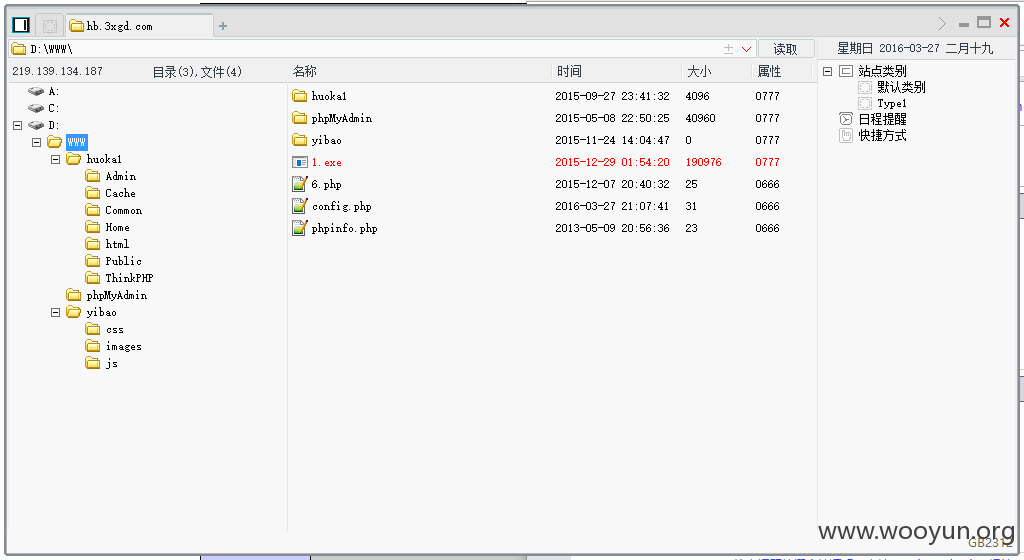 hb.3xgd.com
D:\WWW\
读取
星期日 2016-03-27 二月十九
219.139.134.187 目录(3),文件(4)
名称 时间 大小 属性
A:
C:
D:
WWW
huoka1
Admin
Cache
Common
Home
html
Public
ThinkPHP
phpMyAdmin
yibao
css
images
js
huoka1 2015-09-27 23:41:32 4096 0777
phpMyAdmin 2015-05-08 22:50:25 40960 0777
yibao 2015-11-24 14:04:47 0 0777
1.exe 2015-12-29 01:54:20 190976 0777
6.php 2015-12-07 20:40:32 25 0666
config.php 2016-03-27 21:07:41 31 0666
phpinfo.php 2013-05-09 20:56:36 23 0666
站点类别
默认类别
Type1
日程提醒
快捷方式
www.wooyun.org
GB2312